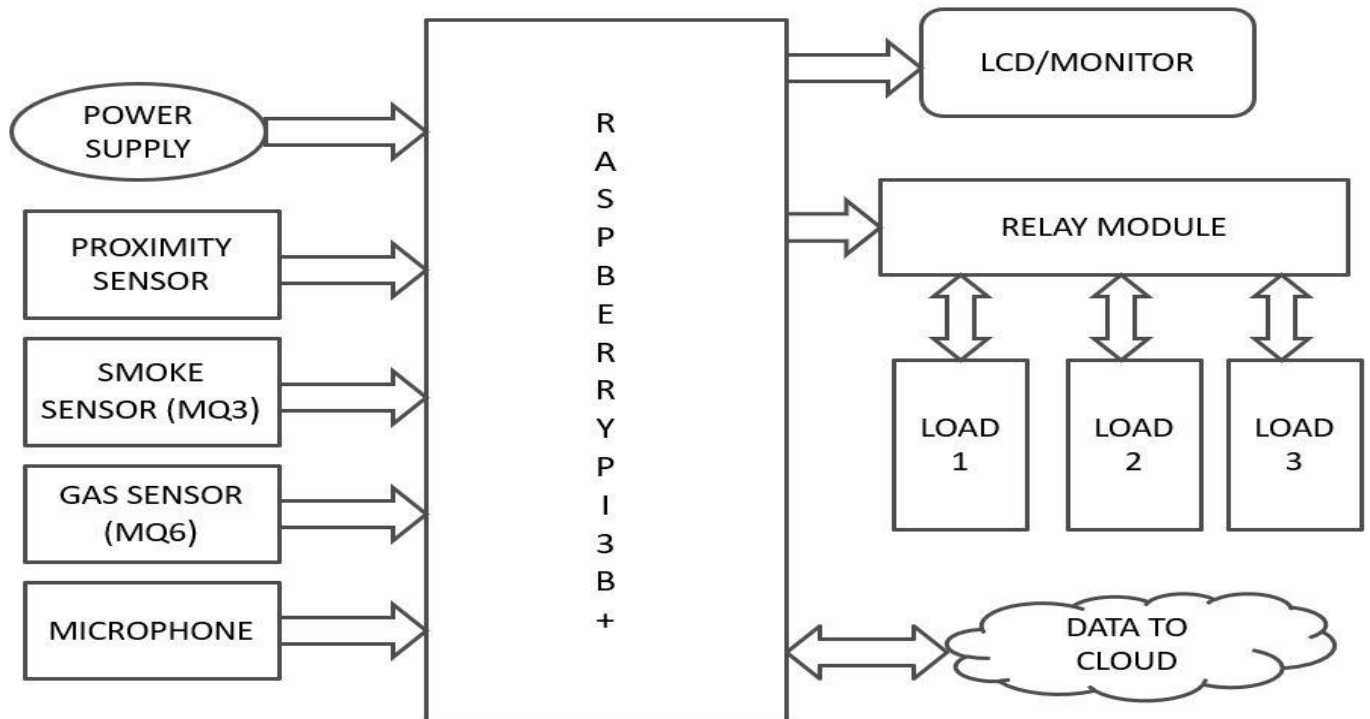 POWER
SUPPLY
PROXIMITY
SENSOR
SMOKE
SENSOR (MQ3)
GAS SENSOR
(MQ6)
MICROPHONE
R
A
S
P
B
E
R
R
Y
P
I
3
B
+
LCD/MONITOR
RELAY MODULE
LOAD
1
LOAD
2
LOAD
3
DATA TO
CLOUD